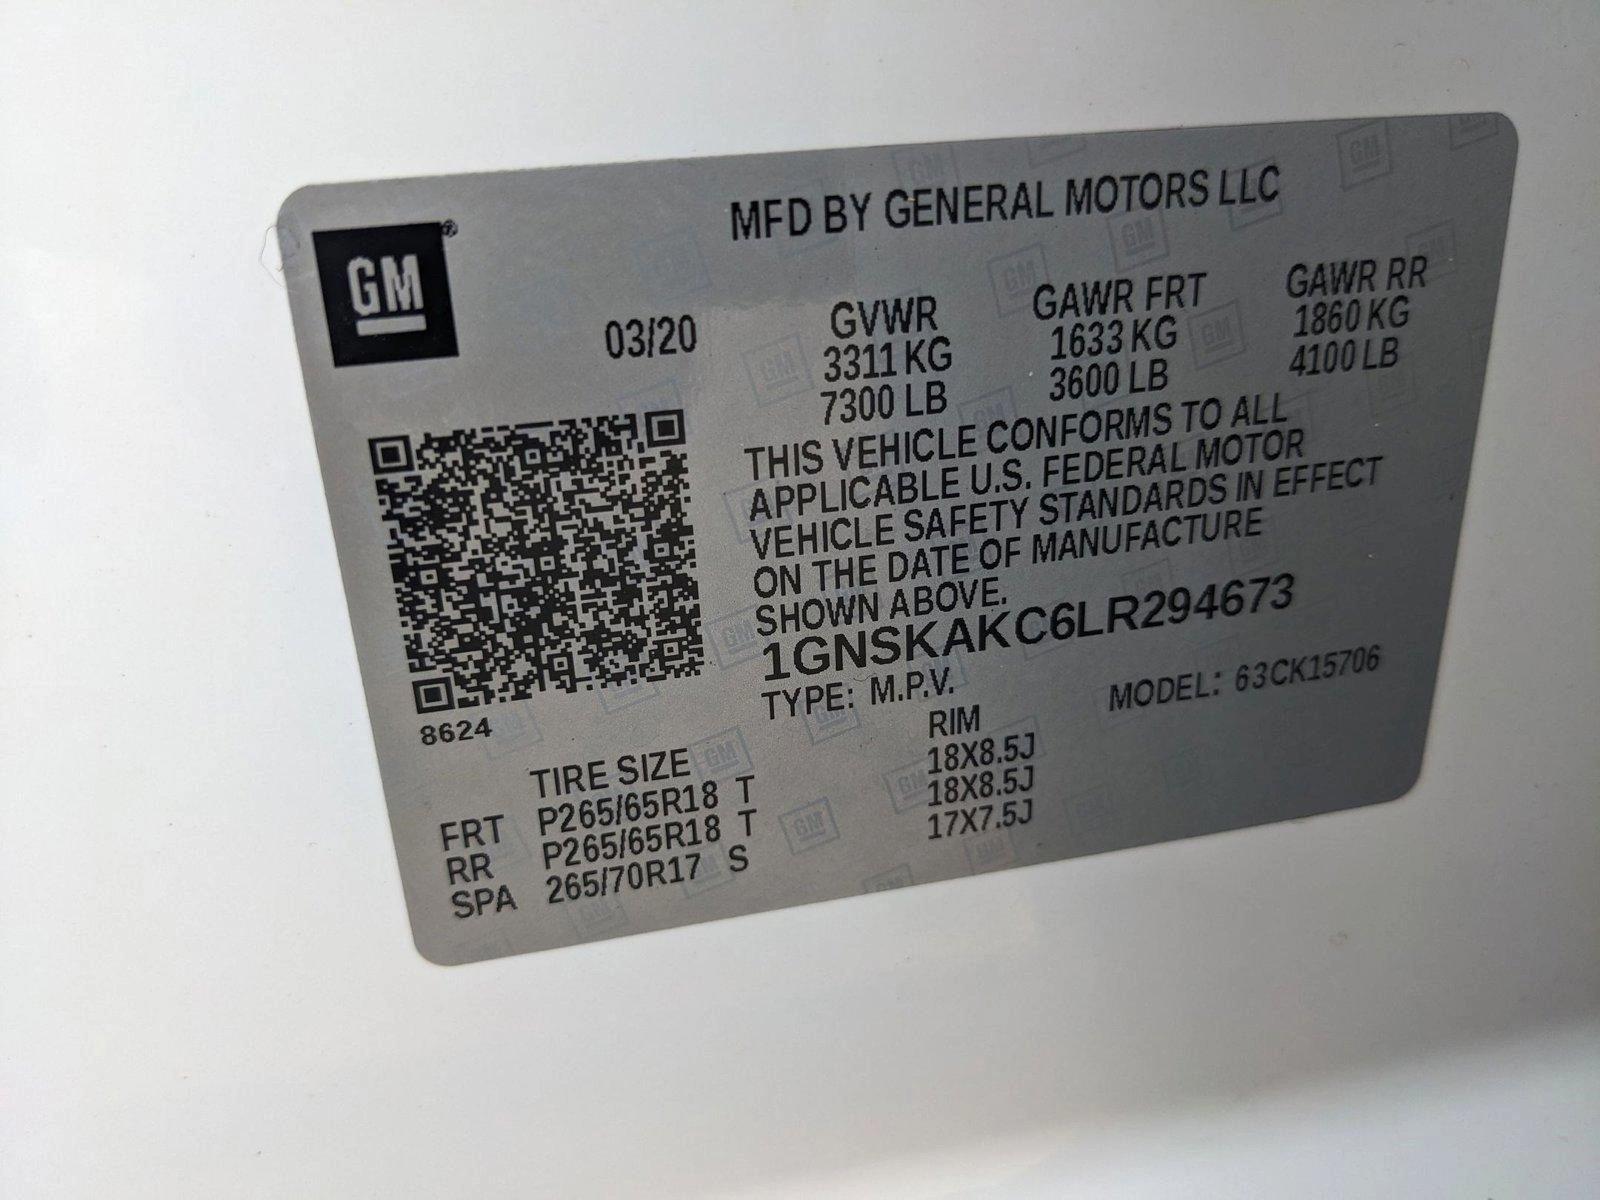 MFD BY GENERAL MOTORS LLC
GM®
03/20
GVWR GAWR FRT GAWR RR
3311 KG 1633 KG 1860 KG
7300 LB 3600 LB 4100 LB
THIS VEHICLE CONFORMS TO ALL
APPLICABLE U.S. FEDERAL MOTOR
VEHICLE SAFETY STANDARDS IN EFFECT
ON THE DATE OF MANUFACTURE
SHOWN ABOVE.
1GNSKAKC6LR294673
TYPE: M.P.V. MODEL: 63CK15706
8624
TIRE SIZE RIM
FRT P265/65R18 T 18X8.5J
RR P265/65R18 T 18X8.5J
SPA 265/70R17 S 17X7.5J